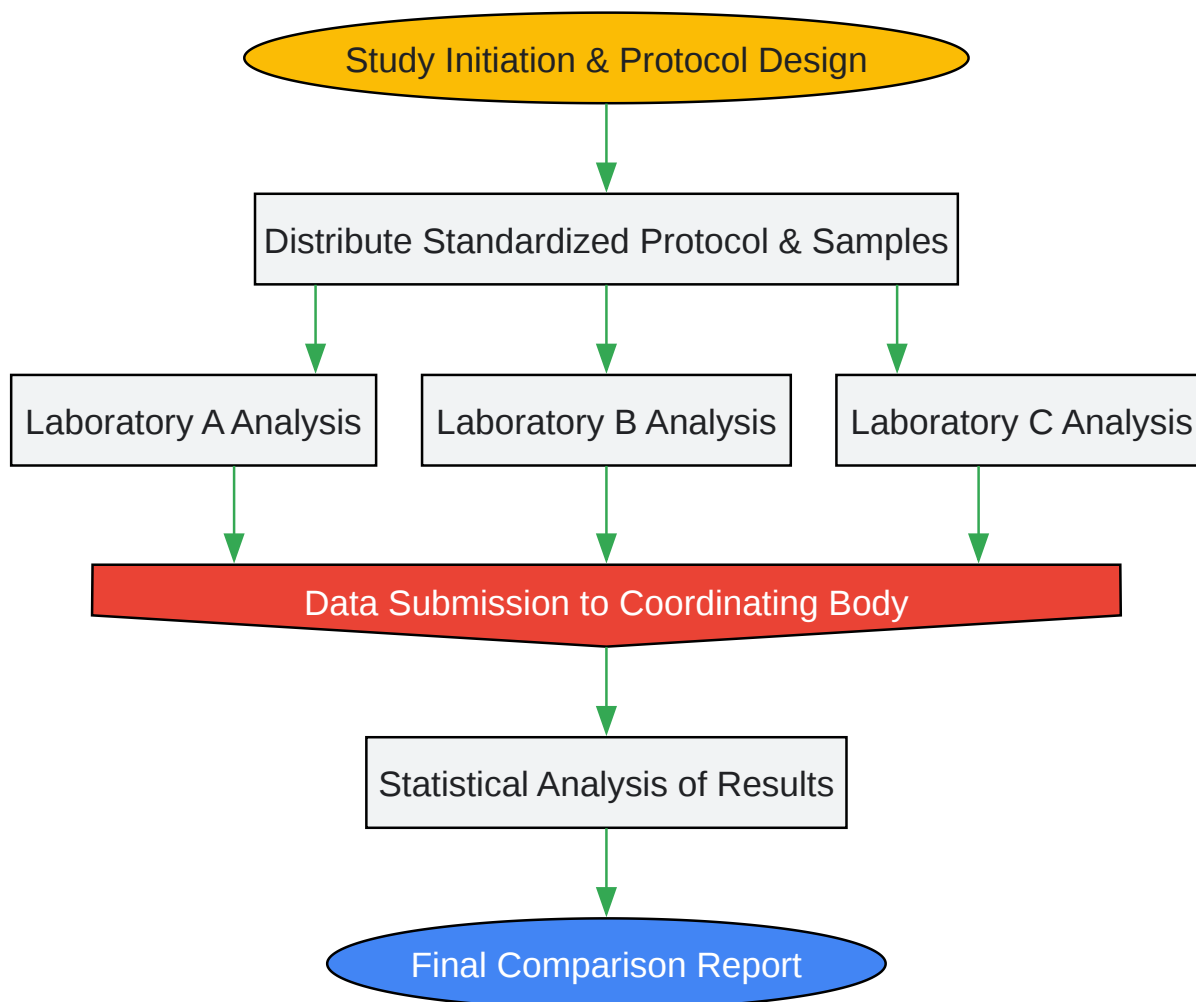 Study Initiation & Protocol Design
Distribute Standardized Protocol & Samples
Laboratory A Analysis
Laboratory B Analysis
Laboratory C Analysis
Data Submission to Coordinating Body
Statistical Analysis of Results
Final Comparison Report